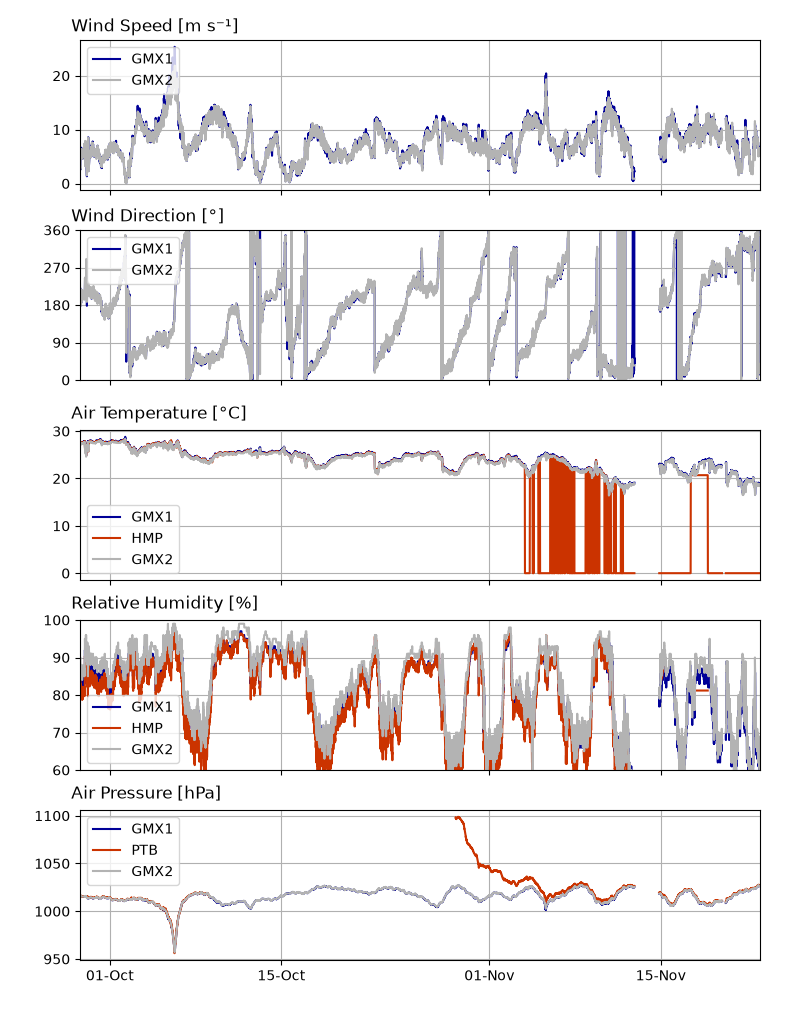 Wind Speed [m s⁻¹]
GMX1
GMX2
20
10
0
Wind Direction [°]
360
GMX1
GMX2
270
180
90
0
Air Temperature [°C]
30
20
GMX1
10
HMP
GMX2
0
Relative Humidity [%]
100
90
80
GMX1
70
HMP
GMX2
60
Air Pressure [hPa]
1100
GMX1
PTB
GMX2
1050
1000
950
01-Oct 15-Oct 01-Nov 15-Nov